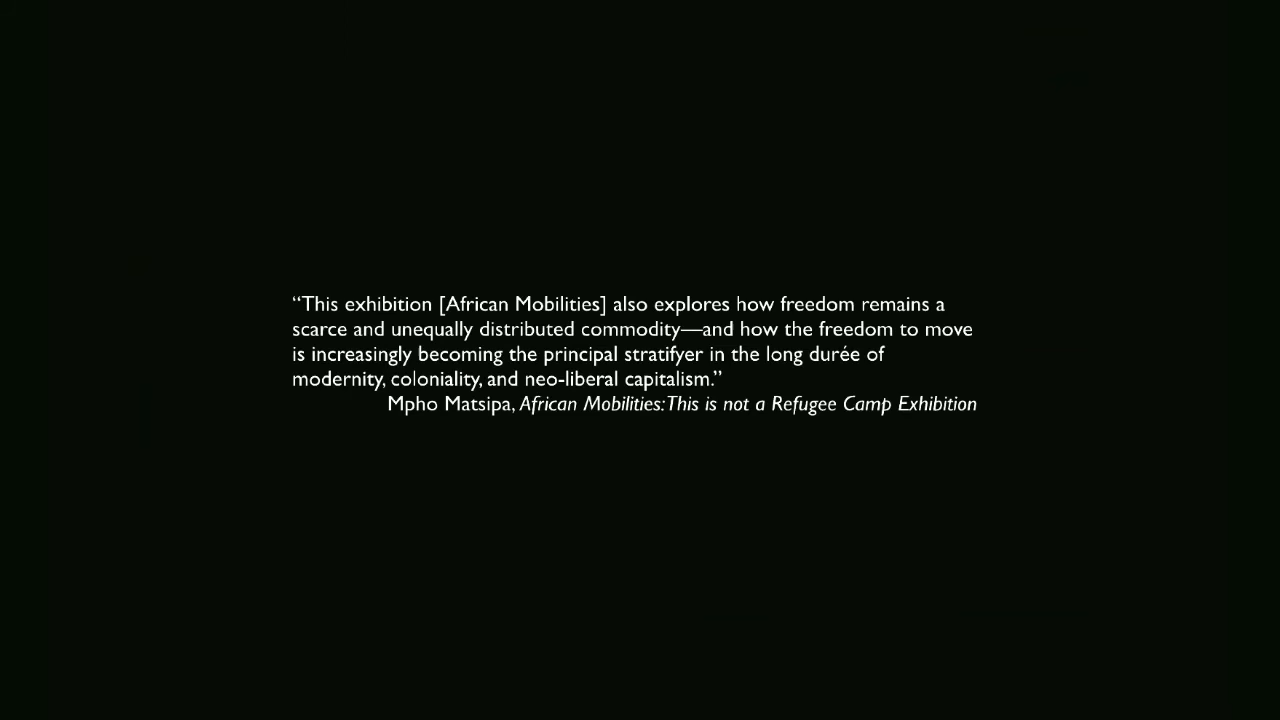 “This exhibition [African Mobilities] also explores how freedom remains a
scarce and unequally distributed commodity—and how the freedom to move
is increasingly becoming the principal stratifyer in the long durée of
modernity, coloniality, and neo-liberal capitalism.”
Mpho Matsipa, African Mobilities: This is not a Refugee Camp Exhibition